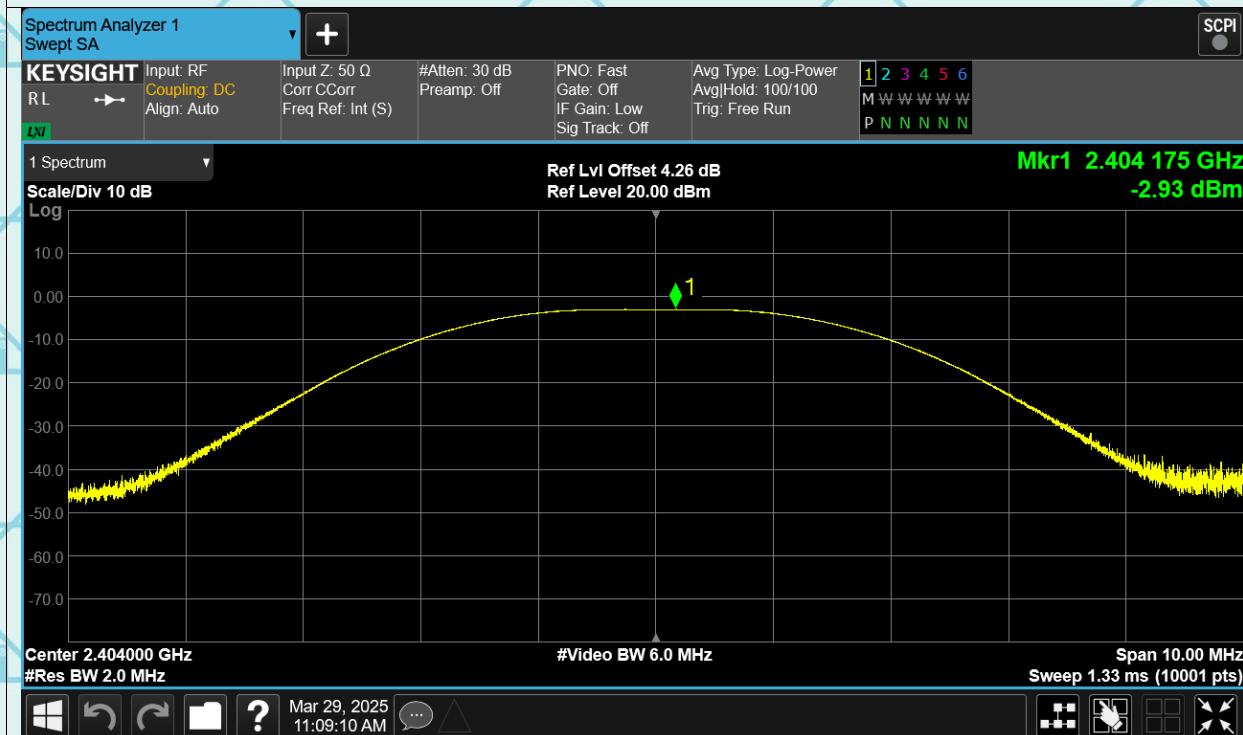 Spectrum Analyzer 1
Swept SA
+
SCPI
KEYSIGHT
R L
LXI
Input: RF
Coupling: DC
Align: Auto
Input Z: 50 Ω
Corr CCorr
Freq Ref: Int (S)
#Atten: 30 dB
Preamp: Off
PNO: Fast
Gate: Off
IF Gain: Low
Sig Track: Off
Avg Type: Log-Power
Avg|Hold: 100/100
Trig: Free Run
1 2 3 4 5 6
M W W W W W
P N N N N N
1 Spectrum
Scale/Div 10 dB
Ref Lvl Offset 4.26 dB
Ref Level 20.00 dBm
Mkr1 2.404 175 GHz
-2.93 dBm
Log
10.0
0.00
-10.0
-20.0
-30.0
-40.0
-50.0
-60.0
-70.0
1
Center 2.404000 GHz
#Video BW 6.0 MHz
Span 10.00 MHz
#Res BW 2.0 MHz
Sweep 1.33 ms (10001 pts)
?
Mar 29, 2025
11:09:10 AM